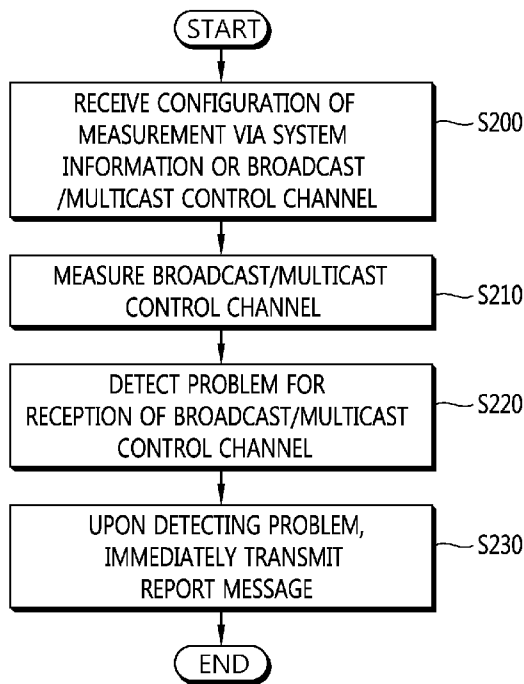 START
RECEIVE CONFIGURATION OF
MEASUREMENT VIA SYSTEM
INFORMATION OR BROADCAST
/MULTICAST CONTROL CHANNEL
S200
MEASURE BROADCAST/MULTICAST
CONTROL CHANNEL
S210
DETECT PROBLEM FOR
RECEPTION OF BROADCAST/MULTICAST
CONTROL CHANNEL
S220
UPON DETECTING PROBLEM,
IMMEDIATELY TRANSMIT
REPORT MESSAGE
S230
END